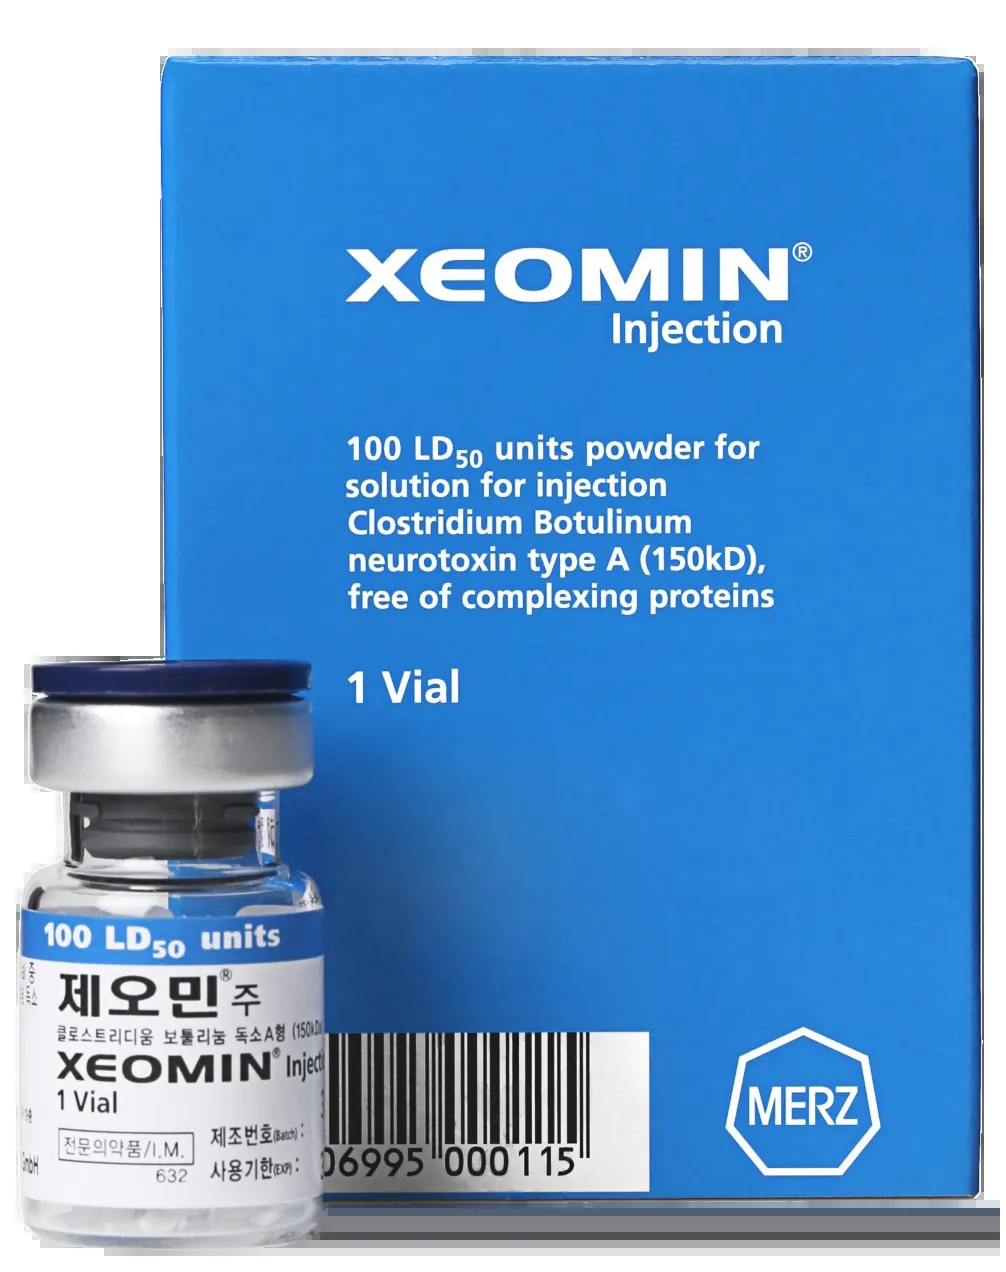 XEOMIN®
Injection
100 LD50 units powder for
solution for injection
Clostridium Botulinum
neurotoxin type A (150kD),
free of complexing proteins
1 Vial
MERZ
06995 000115
100 LD50 units
제오민® 주
클로스트리디움 보툴리눔 독소A형 (150kDa
XEOMIN® Inject
1 Vial
전문의약품/I.M.
632
제조번호(Batch) :
사용기한(EXP) :
GmbH